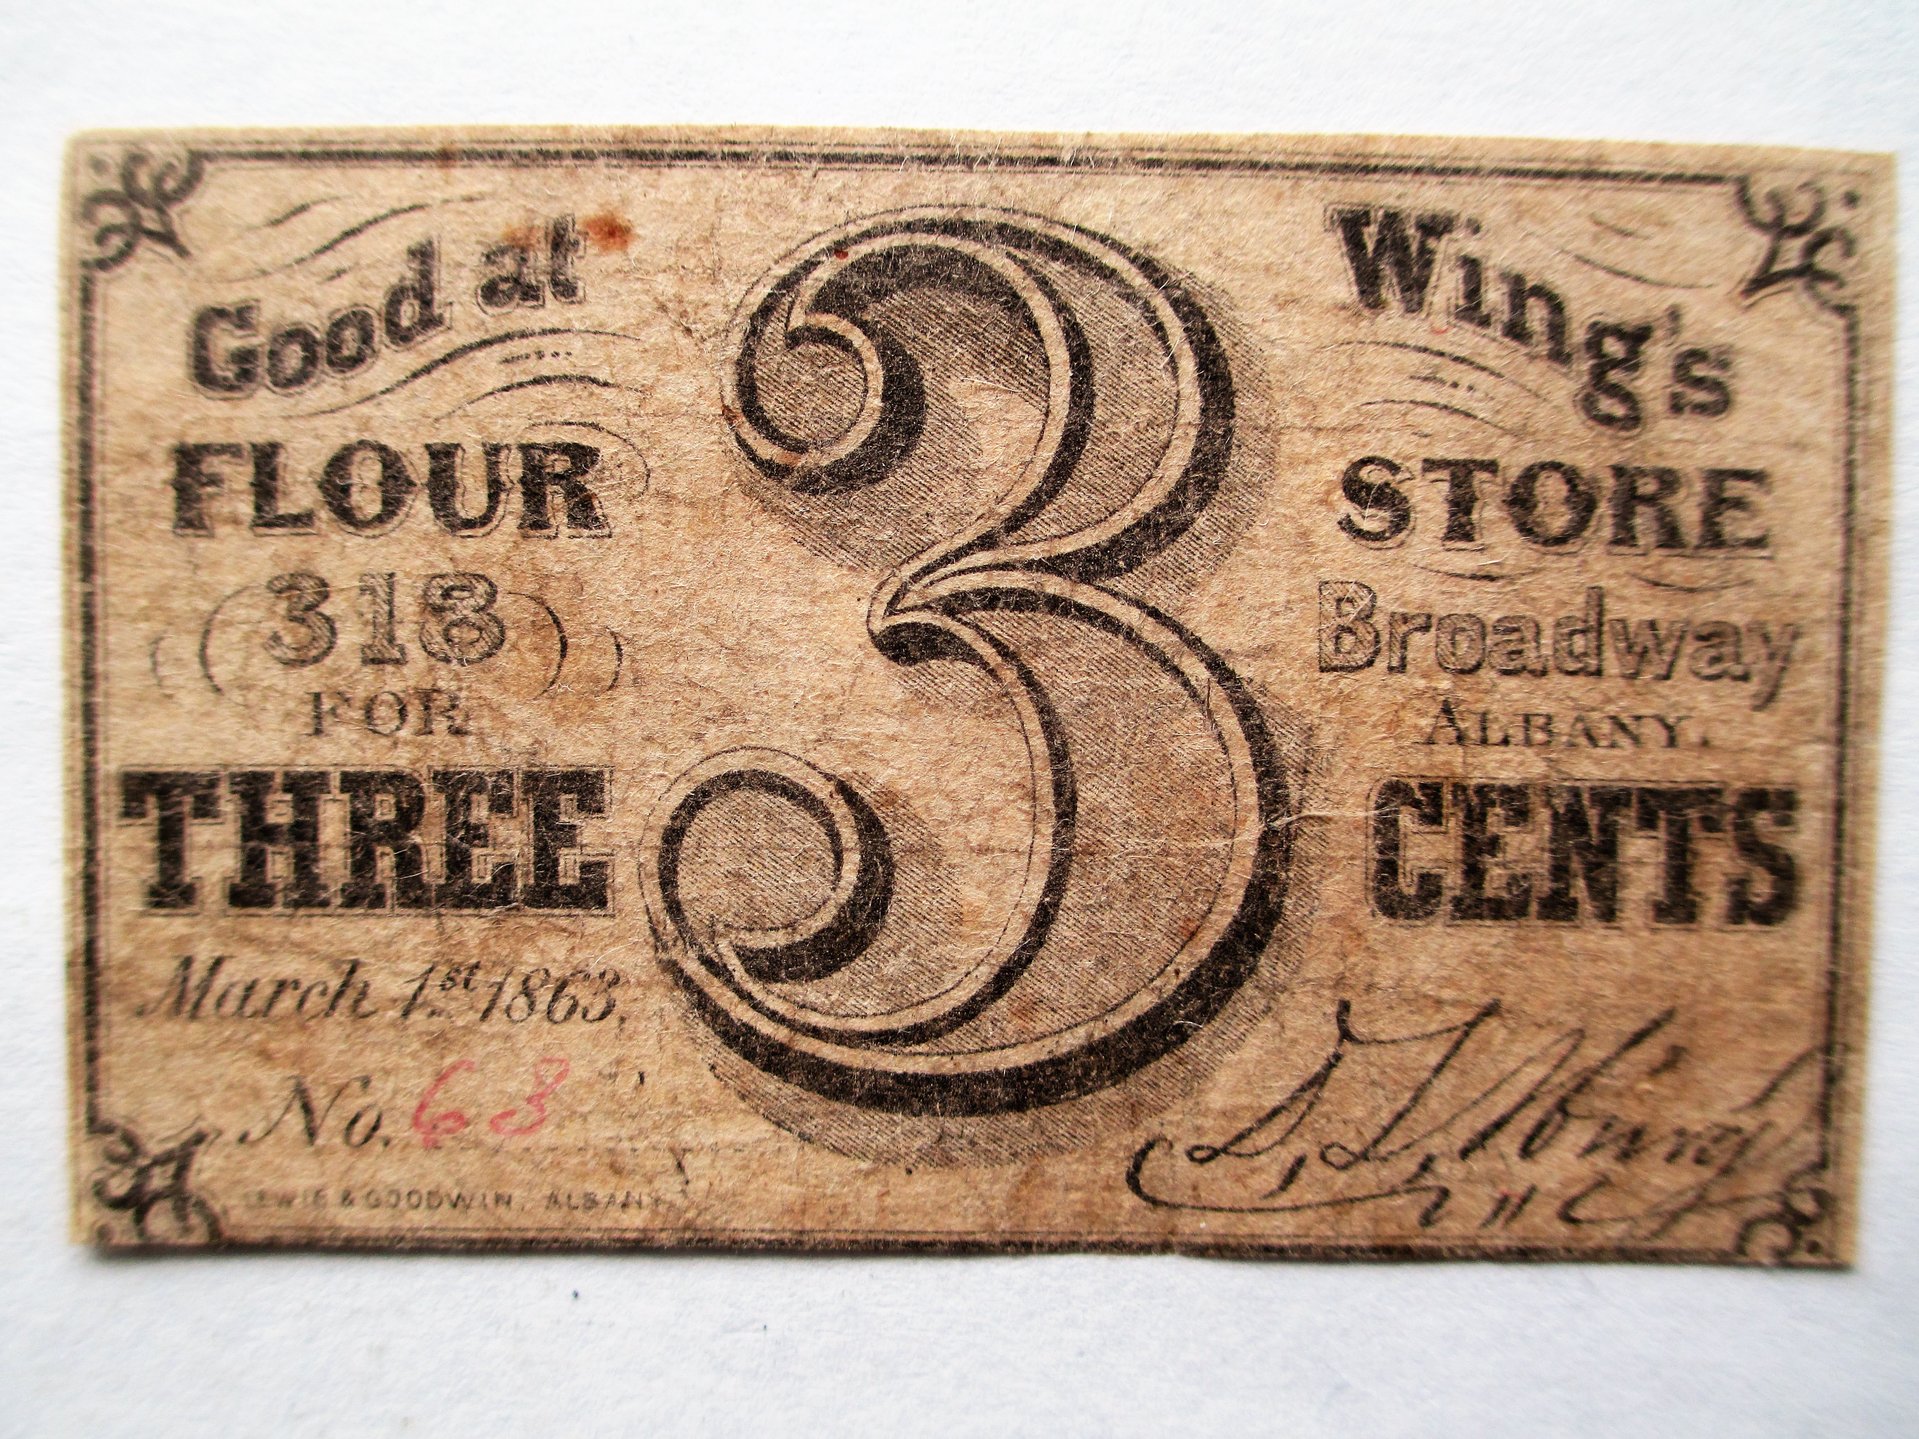 Good at 3 Wing's
FLOUR STORE
318 Broadway
FOR ALBANY.
THREE CENTS
March 1st 1863.
No. 63
LEWIS & GOODWIN, ALBANY